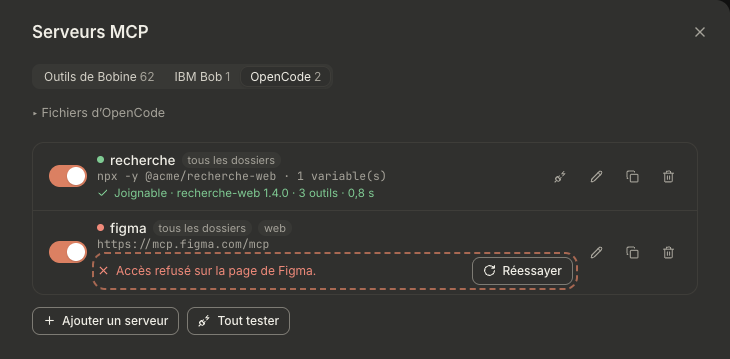 Serveurs MCP
Outils de Bobine 62 IBM Bob 1 OpenCode 2
Fichiers d’OpenCode
recherche tous les dossiers
npx -y @acme/recherche-web · 1 variable(s)
Joignable · recherche-web 1.4.0 · 3 outils · 0,8 s
figma tous les dossiers web
https://mcp.figma.com/mcp
Accès refusé sur la page de Figma. Réessayer
Ajouter un serveur Tout tester